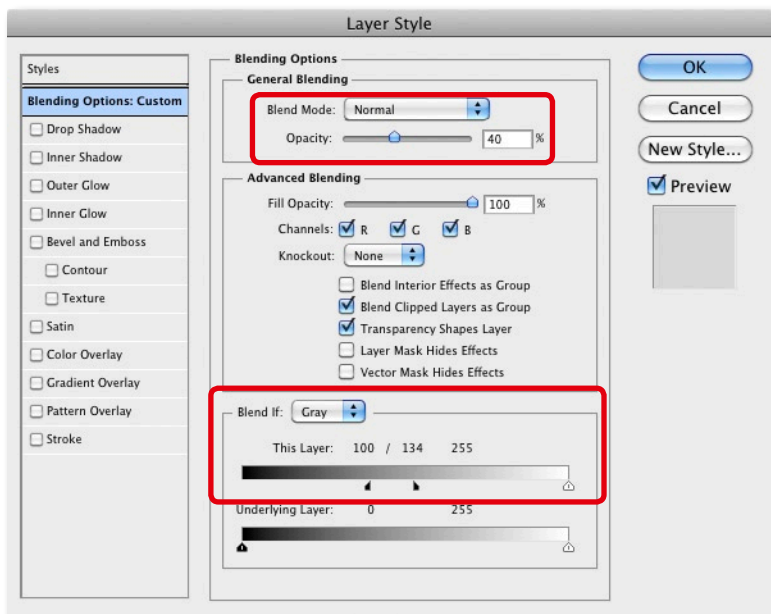 Layer Style
Styles
Blending Options: Custom
Drop Shadow
Inner Shadow
Outer Glow
Inner Glow
Bevel and Emboss
Contour
Texture
Satin
Color Overlay
Gradient Overlay
Pattern Overlay
Stroke
Blending Options
General Blending
Blend Mode: Normal
Opacity: 40 %
Advanced Blending
Fill Opacity: 100 %
Channels: R G B
Knockout: None
Blend Interior Effects as Group
Blend Clipped Layers as Group
Transparency Shapes Layer
Layer Mask Hides Effects
Vector Mask Hides Effects
Blend If: Gray
This Layer: 100 / 134 255
Underlying Layer: 0 255
OK
Cancel
New Style...
Preview